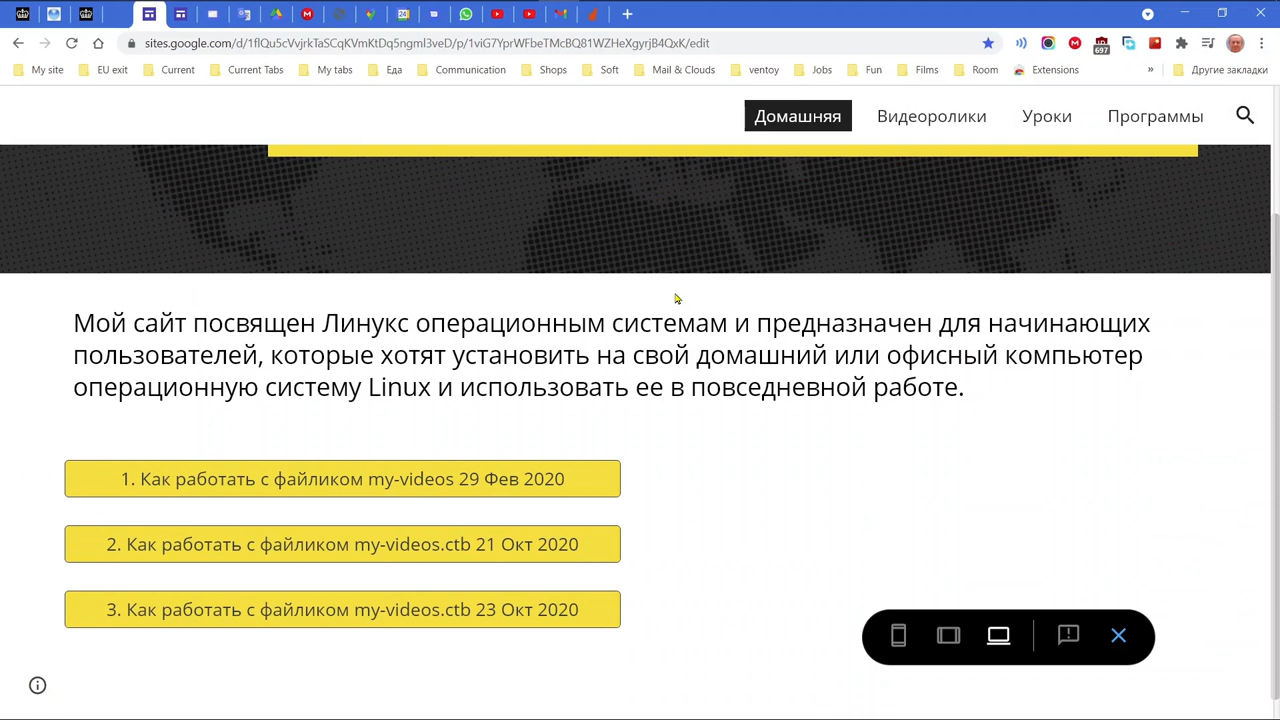 24
sites.google.com/d/1flQu5cVvjrkTaSCqKVmKtDq5ngmbveDp/1viG7YprWFbeTMcBQ81WZHeXgyrjB4QxK/edit
697
My site EU exit Current Current Tabs My tabs Еда Communication Shops Soft Mail & Clouds ventoy Jobs Fun Films Room Extensions » Другие закладки
Домашняя Видеоролики Уроки Программы
Мой сайт посвящен Линукс операционным системам и предназначен для начинающих
пользователей, которые хотят установить на свой домашний или офисный компьютер
операционную систему Linux и использовать ее в повседневной работе.
1. Как работать с файликом my-videos 29 Фев 2020
2. Как работать с файликом my-videos.ctb 21 Окт 2020
3. Как работать с файликом my-videos.ctb 23 Окт 2020